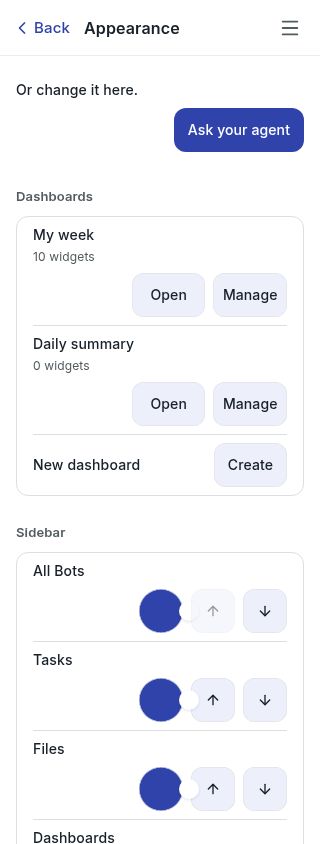 Back Appearance
Or change it here.
Ask your agent
Dashboards
My week
10 widgets
Open Manage
Daily summary
0 widgets
Open Manage
New dashboard Create
Sidebar
All Bots
Tasks
Files
Dashboards